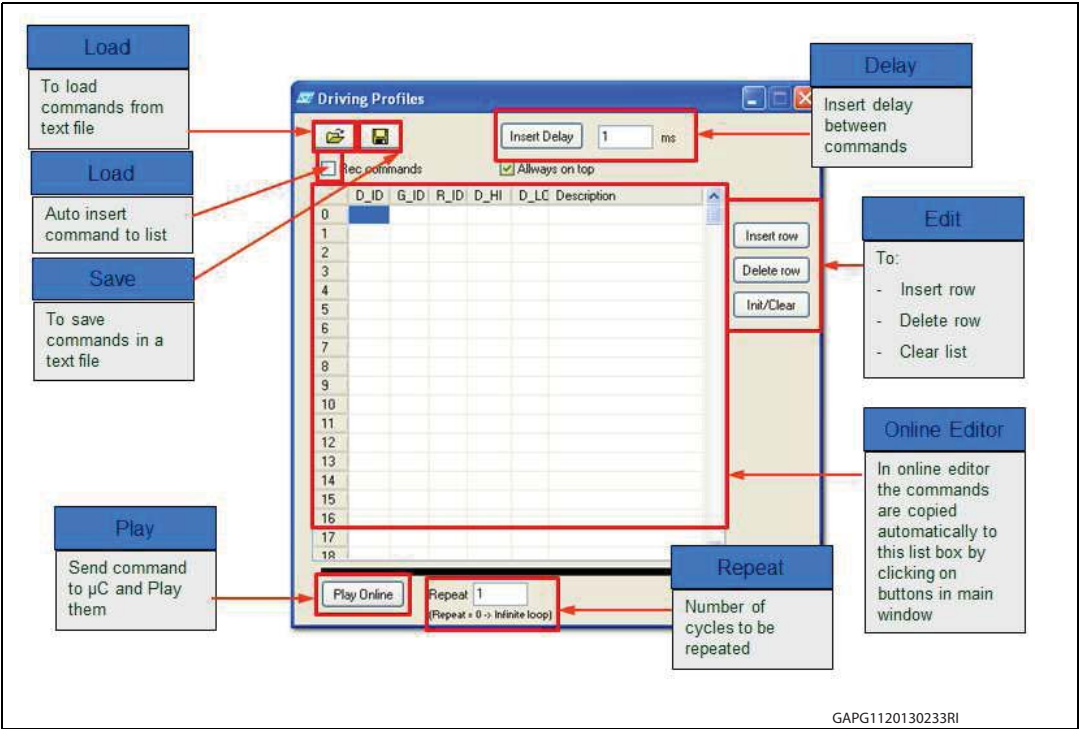 Load
To load
commands from
text file
Load
Auto insert
command to list
Save
To save
commands in a
text file
Play
Send command
to µC and Play
them
Driving Profiles
Insert Delay 1 ms
Rec commands Allways on top
D_ID G_ID R_ID D_HI D_LC Description
0
1
2
3
4
5
6
7
8
9
10
11
12
13
14
15
16
17
18
Insert row
Delete row
Init/Clear
Play Online Repeat 1
(Repeat = 0 -> Infinite loop)
Delay
Insert delay
between
commands
Edit
To:
- Insert row
- Delete row
- Clear list
Online Editor
In online editor
the commands
are copied
automatically to
this list box by
clicking on
buttons in main
window
Repeat
Number of
cycles to be
repeated
GAPG1120130233RI